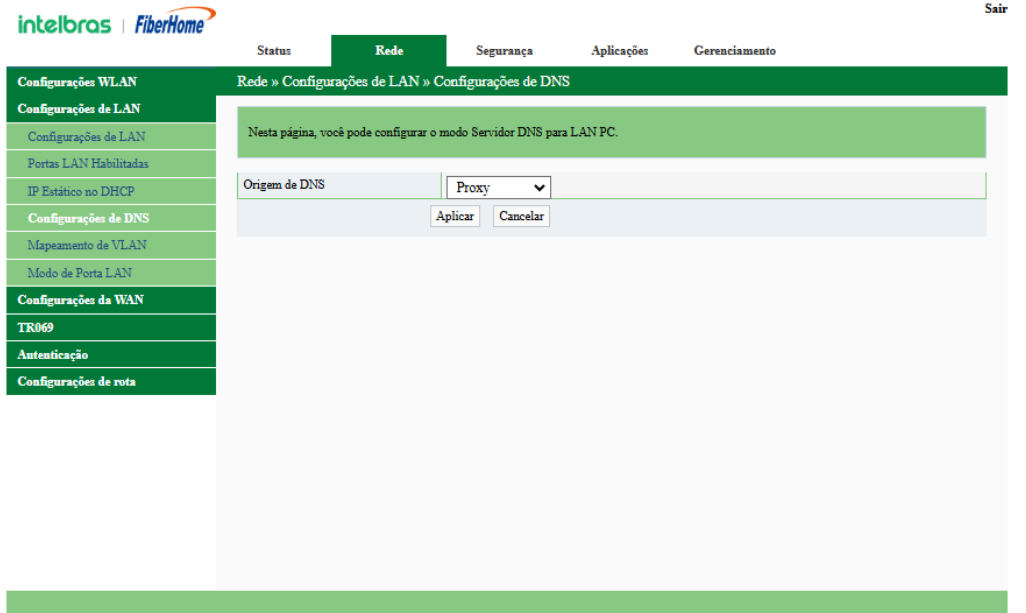 Sair
intelbras | FiberHome
Status Rede Segurança Aplicações Gerenciamento
Configurações WLAN
Rede » Configurações de LAN » Configurações de DNS
Configurações de LAN
Configurações de LAN
Nesta página, você pode configurar o modo Servidor DNS para LAN PC.
Portas LAN Habilitadas
IP Estático no DHCP
Origem de DNS Proxy
Configurações de DNS
Aplicar Cancelar
Mapeamento de VLAN
Modo de Porta LAN
Configurações da WAN
TR069
Autenticação
Configurações de rota